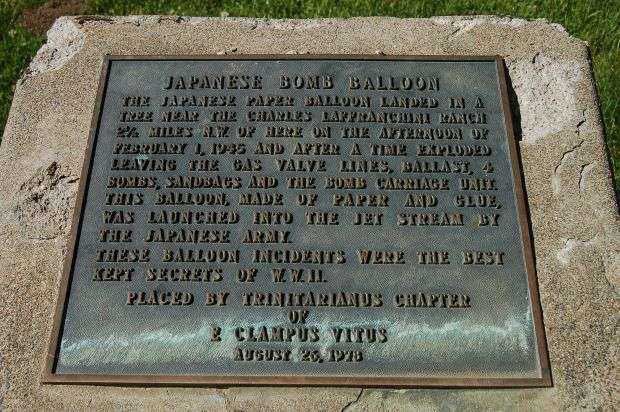 JAPANESE BOMB BALLOON
THE JAPANESE PAPER BALLOON LANDED IN A
TREE NEAR THE CHARLES LAFFRANCHINI RANCH
2½ MILES N.W. OF HERE ON THE AFTERNOON OF
FEBRUARY 1, 1945 AND AFTER A TIME EXPLODED
LEAVING THE GAS VALVE LINES, BALLAST, 4
BOMBS, SANDBAGS AND THE BOMB CARRIAGE UNIT.
THIS BALLOON, MADE OF PAPER AND GLUE,
WAS LAUNCHED INTO THE JET STREAM BY
THE JAPANESE ARMY.
THESE BALLOON INCIDENTS WERE THE BEST
KEPT SECRETS OF W.W.II.
PLACED BY TRINITARIANUS CHAPTER
OF
E CLAMPUS VITUS
AUGUST 26, 1978